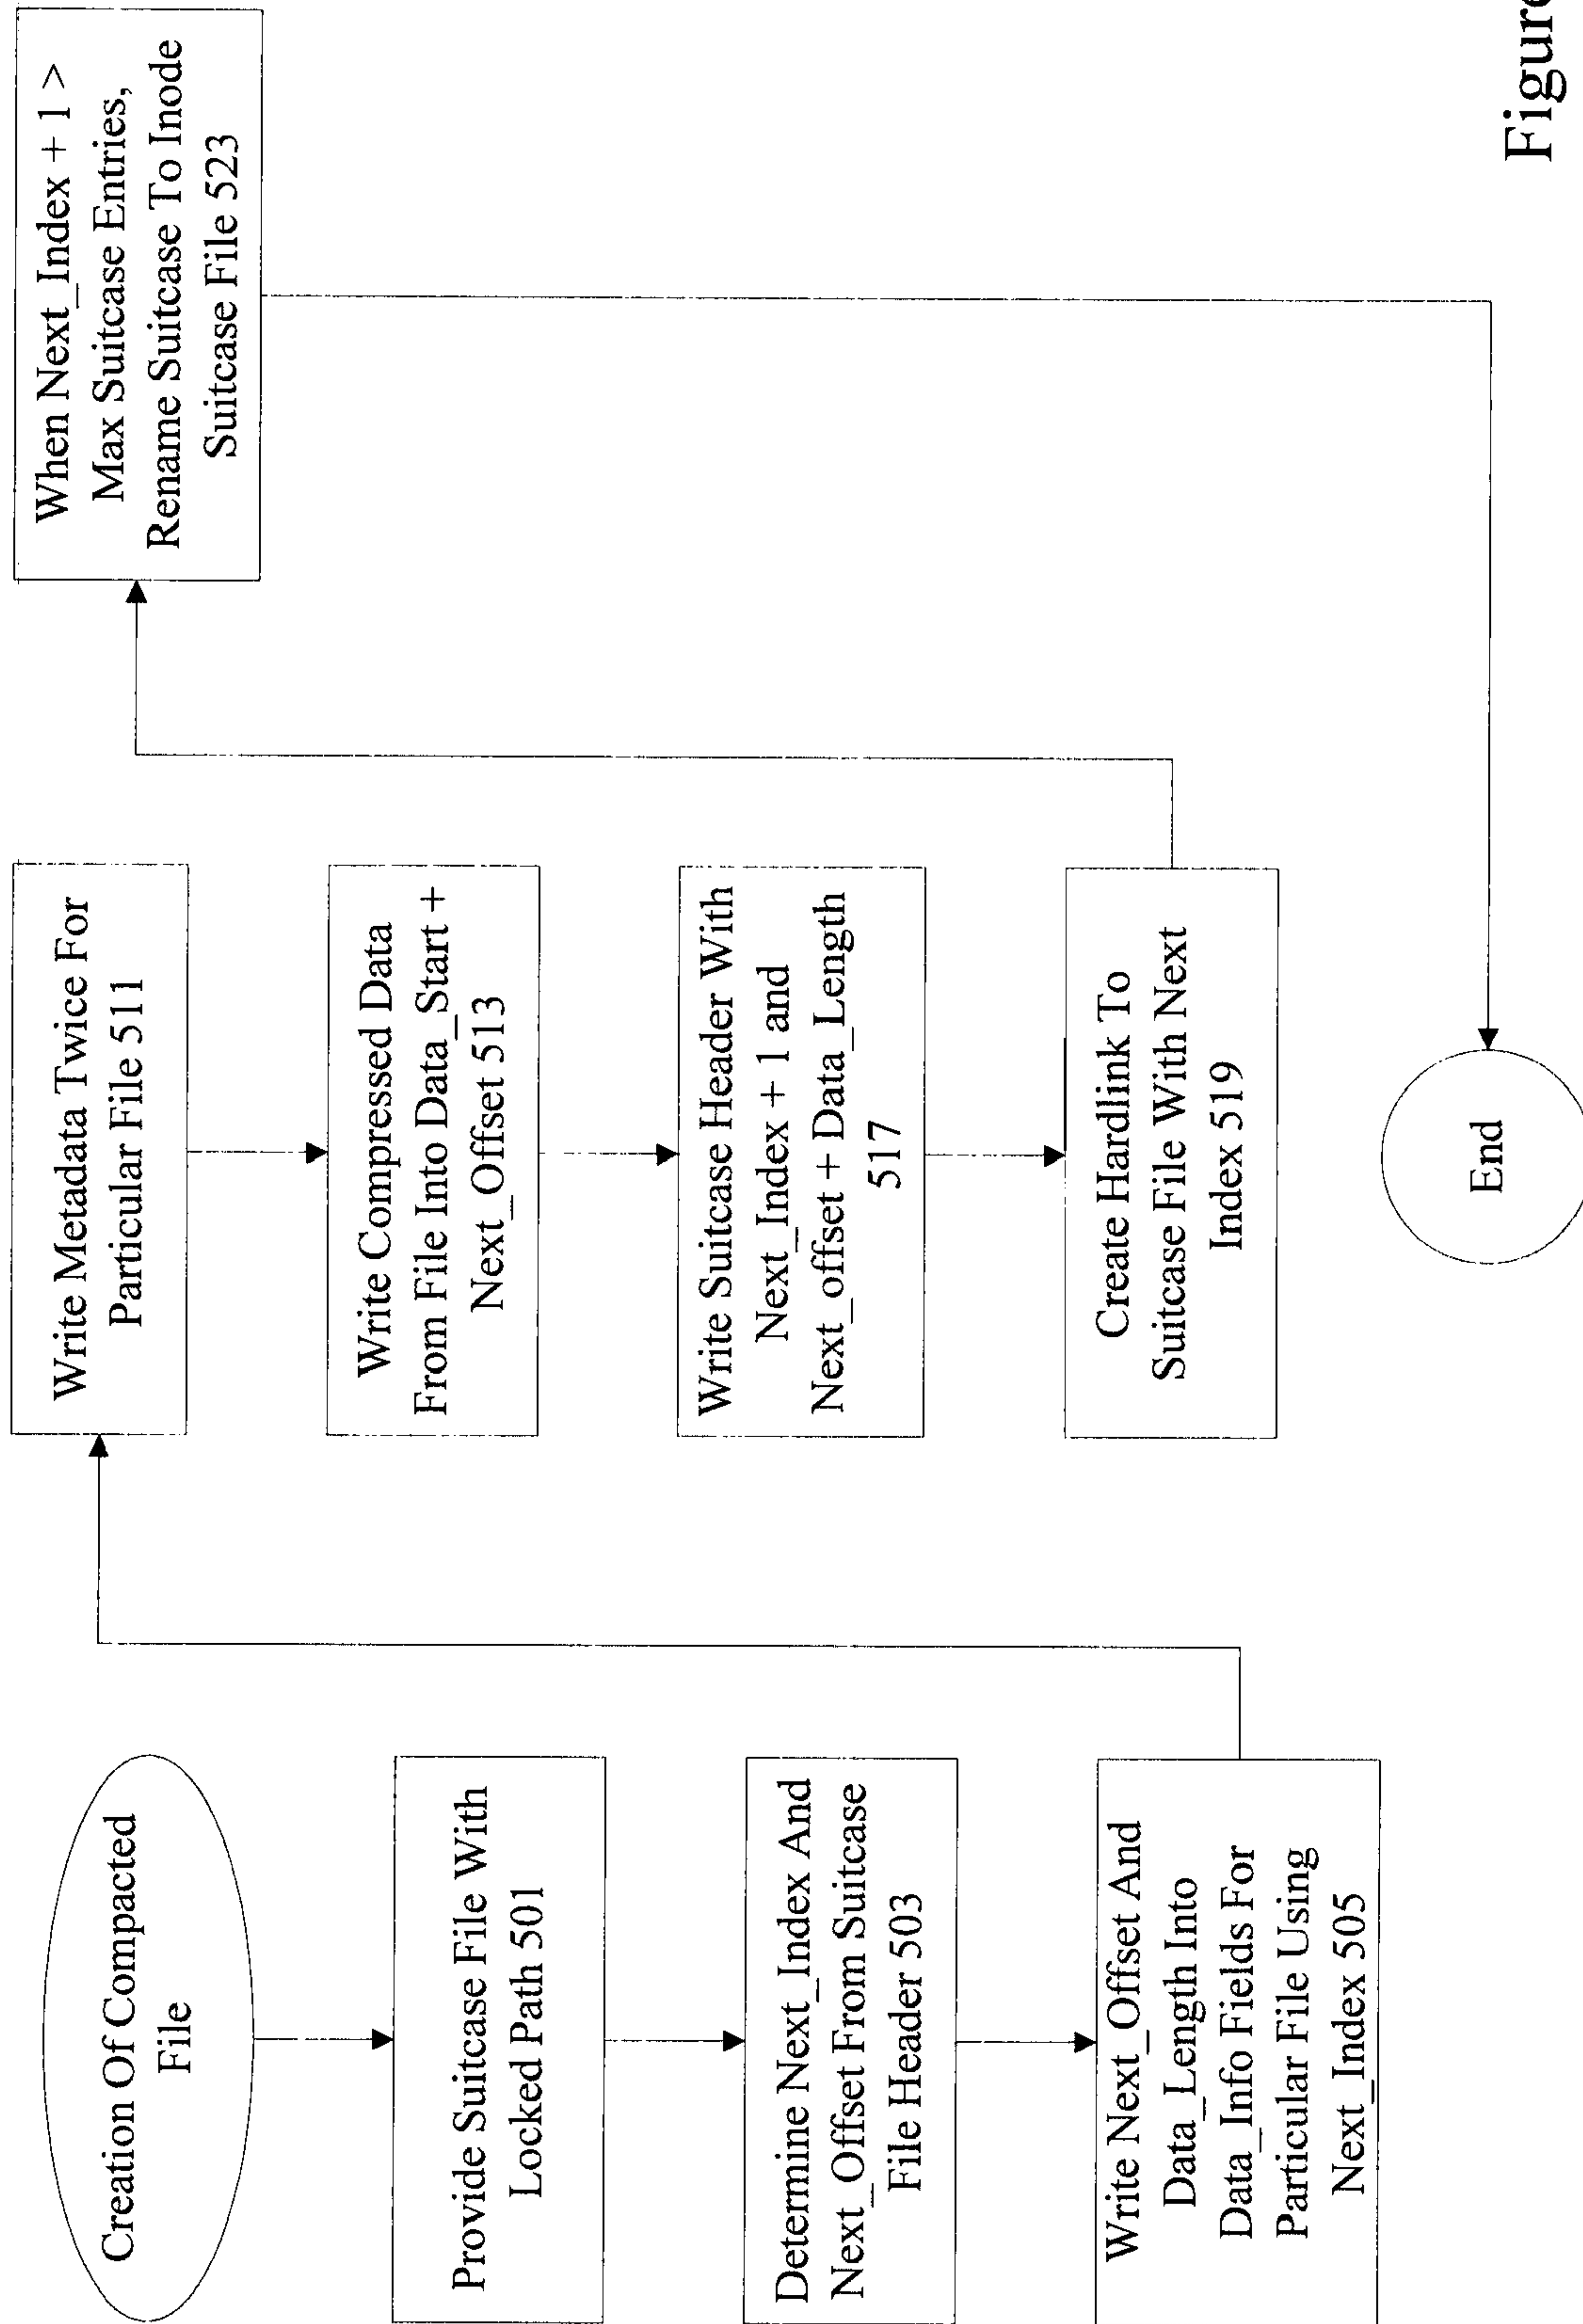 Creation Of Compacted
File
Provide Suitcase File With
Locked Path 501
Determine Next_Index And
Next_Offset From Suitcase
File Header 503
Write Next_Offset And
Data_Length Into
Data_Info Fields For
Particular File Using
Next_Index 505
Write Metadata Twice For
Particular File 511
Write Compressed Data
From File Into Data_Start +
Next_Offset 513
Write Suitcase Header With
Next_Index + 1 and
Next_offset + Data_Length
517
Create Hardlink To
Suitcase File With Next
Index 519
When Next_Index + 1 >
Max Suitcase Entries,
Rename Suitcase To Inode
Suitcase File 523
End
Figure